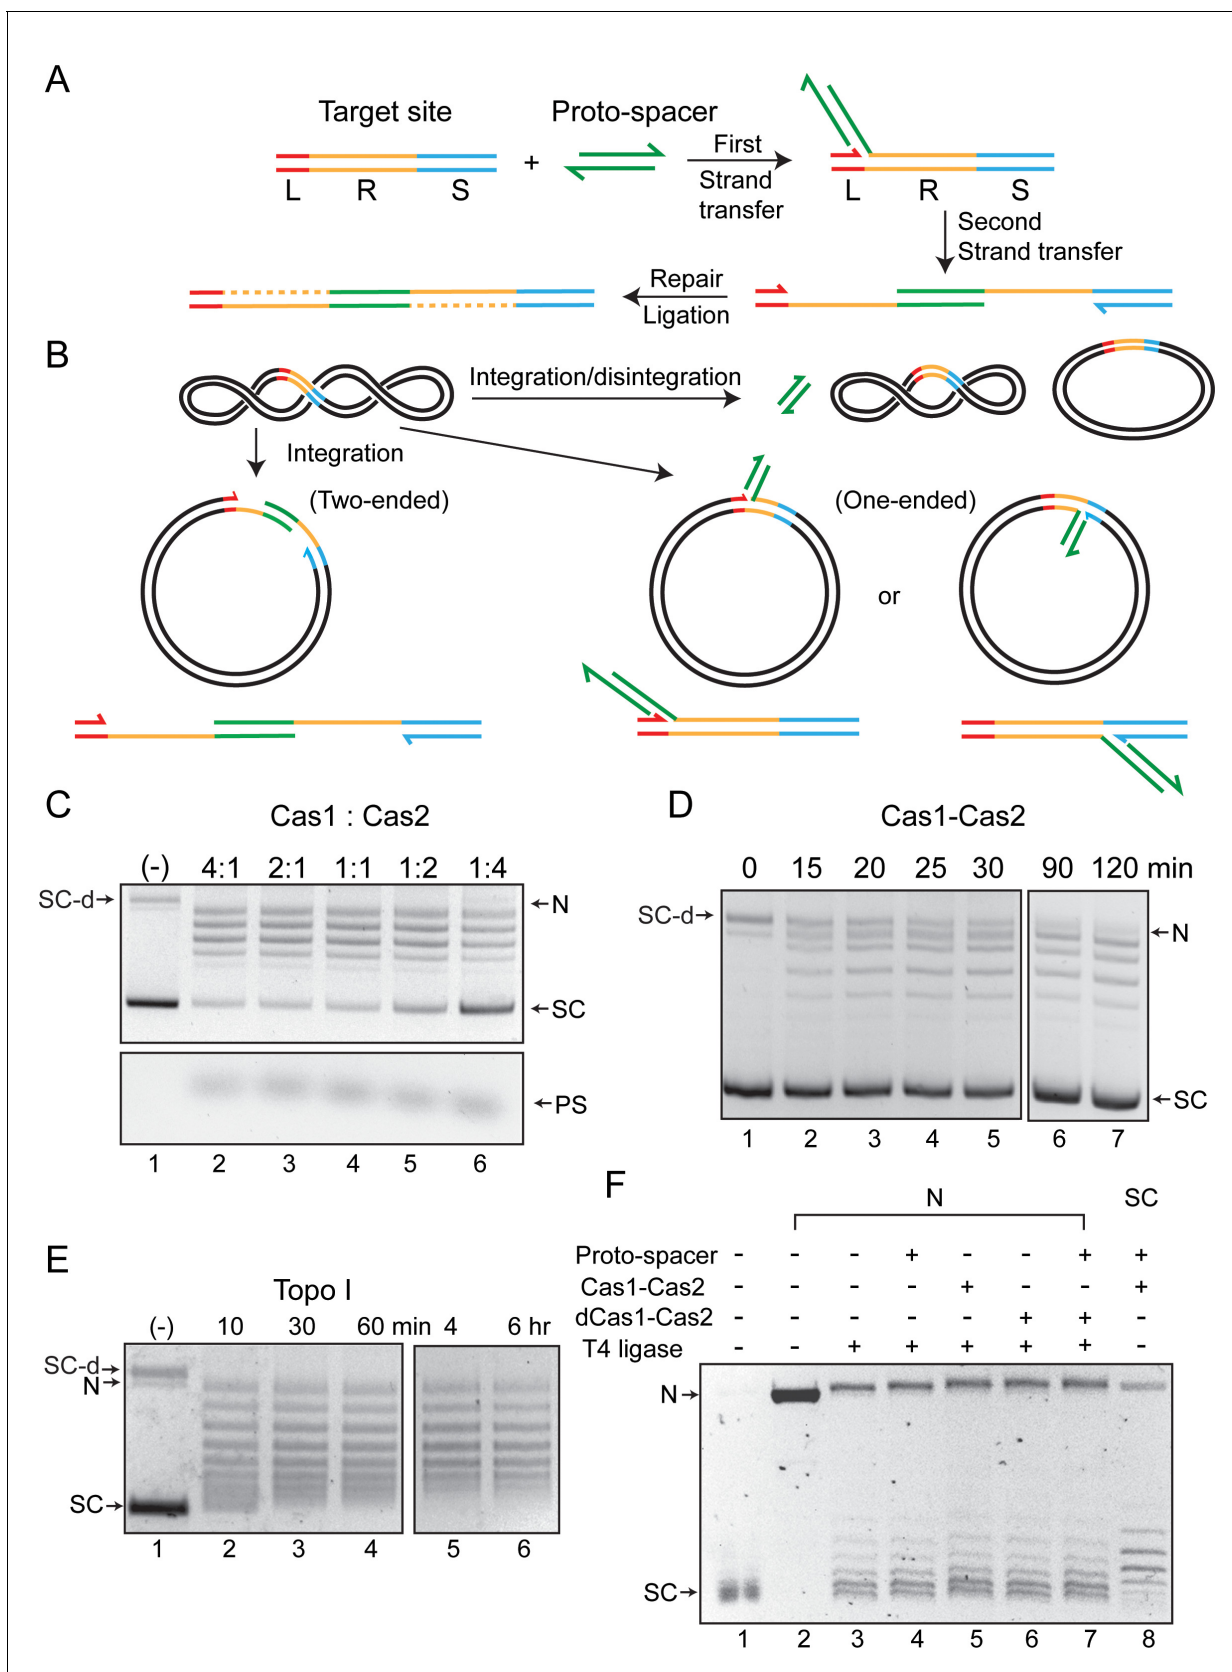 A
Target site
Proto-spacer
+
First
Strand
transfer
L R S
L R S
Second
Strand transfer
Repair
Ligation
B
Integration/disintegration
Integration
(Two-ended)
(One-ended)
or
C
Cas1 : Cas2
(-) 4:1 2:1 1:1 1:2 1:4
SC-d
N
SC
PS
1 2 3 4 5 6
D
Cas1-Cas2
0 15 20 25 30 90 120 min
SC-d
N
SC
1 2 3 4 5 6 7
E
Topo I
(-) 10 30 60 min 4 6 hr
SC-d
N
SC
1 2 3 4 5 6
F
N SC
Proto-spacer - - - + - - + +
Cas1-Cas2 - - - - + - - +
dCas1-Cas2 - - - - - + + -
T4 ligase - - + + + + + -
N
SC
1 2 3 4 5 6 7 8